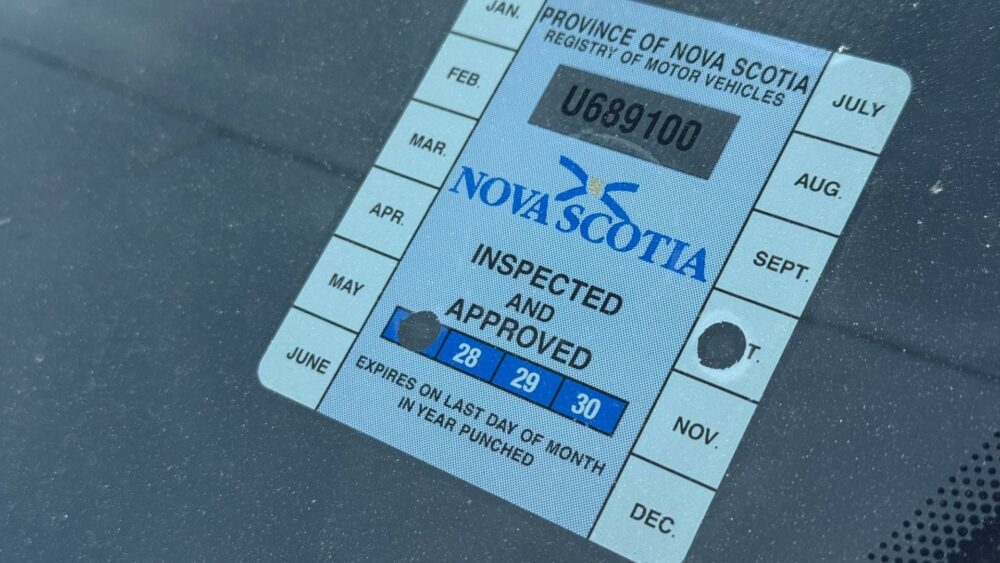 PROVINCE OF NOVA SCOTIA
REGISTRY OF MOTOR VEHICLES
U689100
NOVA SCOTIA
INSPECTED
AND
APPROVED
28 29 30
EXPIRES ON LAST DAY OF MONTH
IN YEAR PUNCHED
JAN.
FEB.
MAR.
APR.
MAY
JUNE
JULY
AUG.
SEPT.
T.
NOV.
DEC.